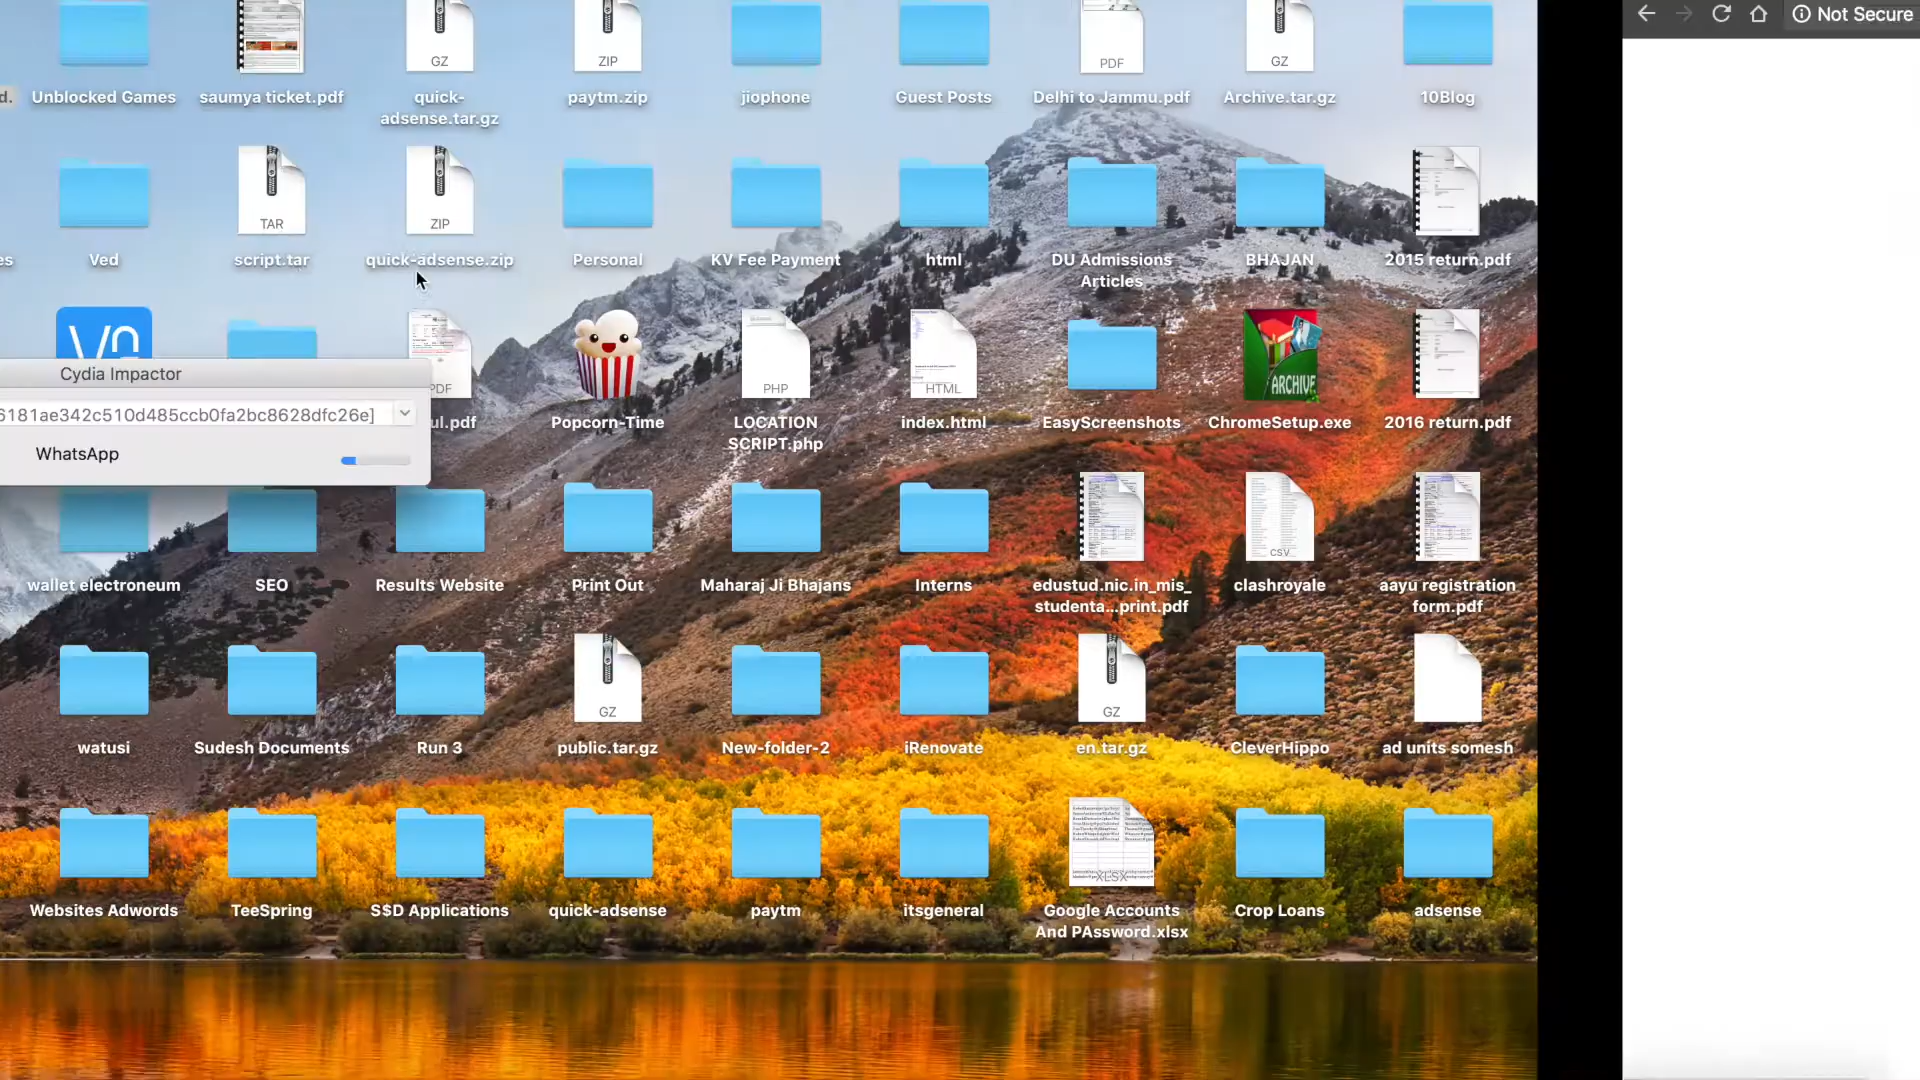 Not Secure
d.
Unblocked Games
saumya ticket.pdf
GZ
quick-
adsense.tar.gz
ZIP
paytm.zip
jiophone
Guest Posts
PDF
Delhi to Jammu.pdf
GZ
Archive.tar.gz
10Blog
es
Ved
TAR
script.tar
ZIP
quick-adsense.zip
Personal
KV Fee Payment
html
DU Admissions
Articles
BHAJAN
2015 return.pdf
Cydia Impactor
6181ae342c510d485ccb0fa2bc8628dfc26e]
WhatsApp
PDF
ul.pdf
Popcorn-Time
PHP
LOCATION
SCRIPT.php
HTML
index.html
EasyScreenshots
ARCHIVE
ChromeSetup.exe
2016 return.pdf
wallet electroneum
SEO
Results Website
Print Out
Maharaj Ji Bhajans
Interns
edustud.nic.in_mis_
studenta...print.pdf
CSV
clashroyale
aayu registration
form.pdf
watusi
Sudesh Documents
Run 3
GZ
public.tar.gz
New-folder-2
iRenovate
GZ
en.tar.gz
CleverHippo
ad units somesh
Websites Adwords
TeeSpring
S$D Applications
quick-adsense
paytm
itsgeneral
XLSX
Google Accounts
And PAssword.xlsx
Crop Loans
adsense